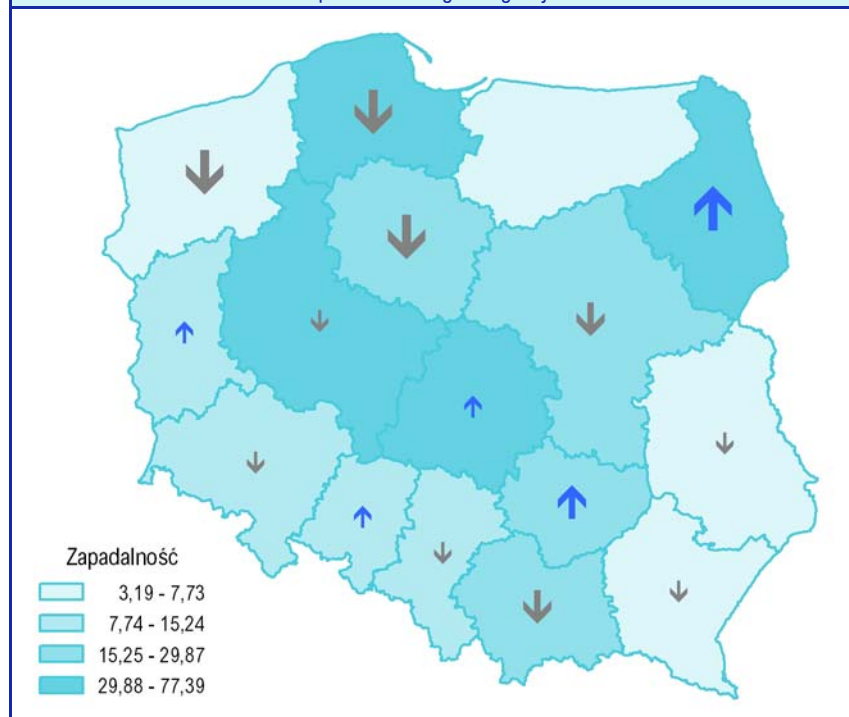 Zapadalność
3,19 - 7,73
7,74 - 15,24
15,25 - 29,87
29,88 - 77,39